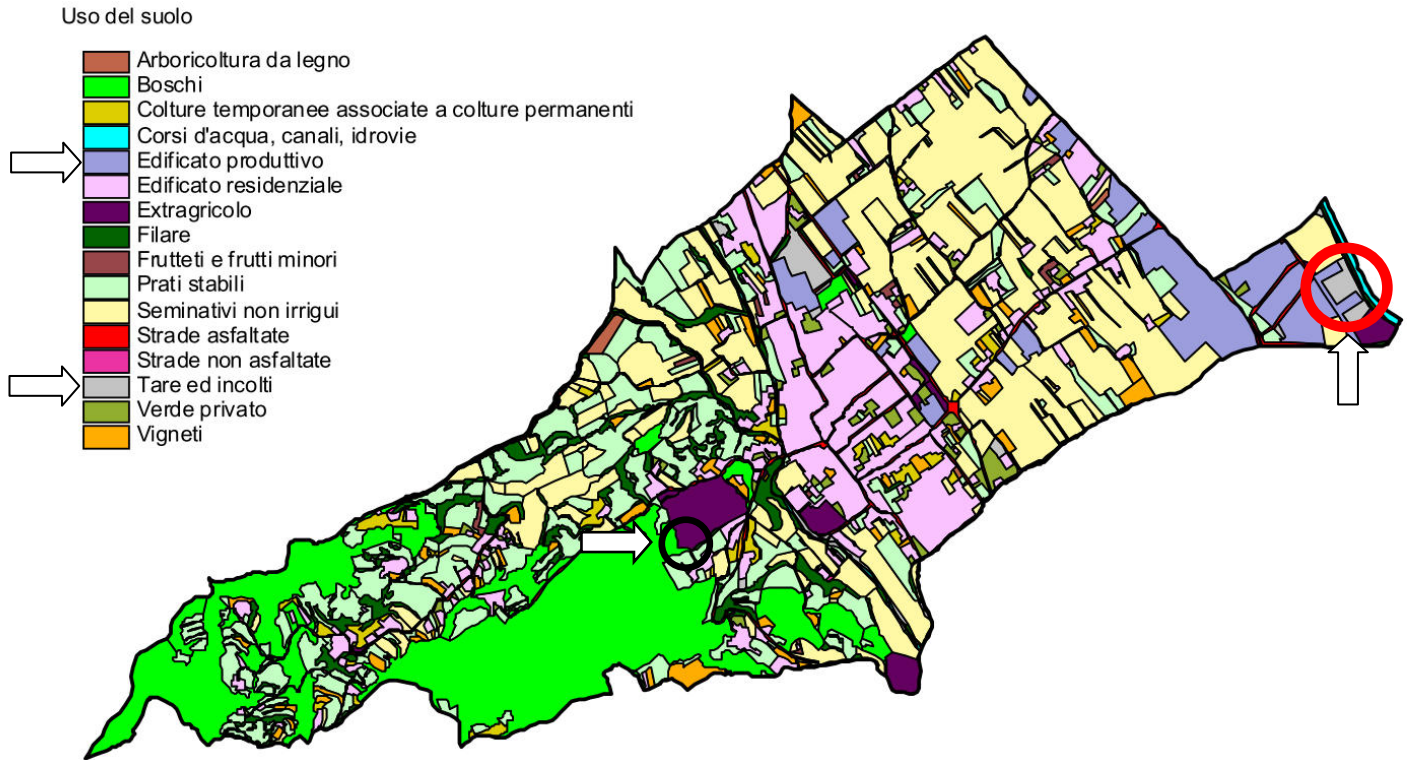 Uso del suolo
Arboricoltura da legno
Boschi
Colture temporanee associate a colture permanenti
Corsi d'acqua, canali, idrovie
Edificato produttivo
Edificato residenziale
Extragricolo
Filare
Frutteti e frutti minori
Prati stabili
Seminativi non irrigui
Strade asfaltate
Strade non asfaltate
Tare ed incolti
Verde privato
Vigneti